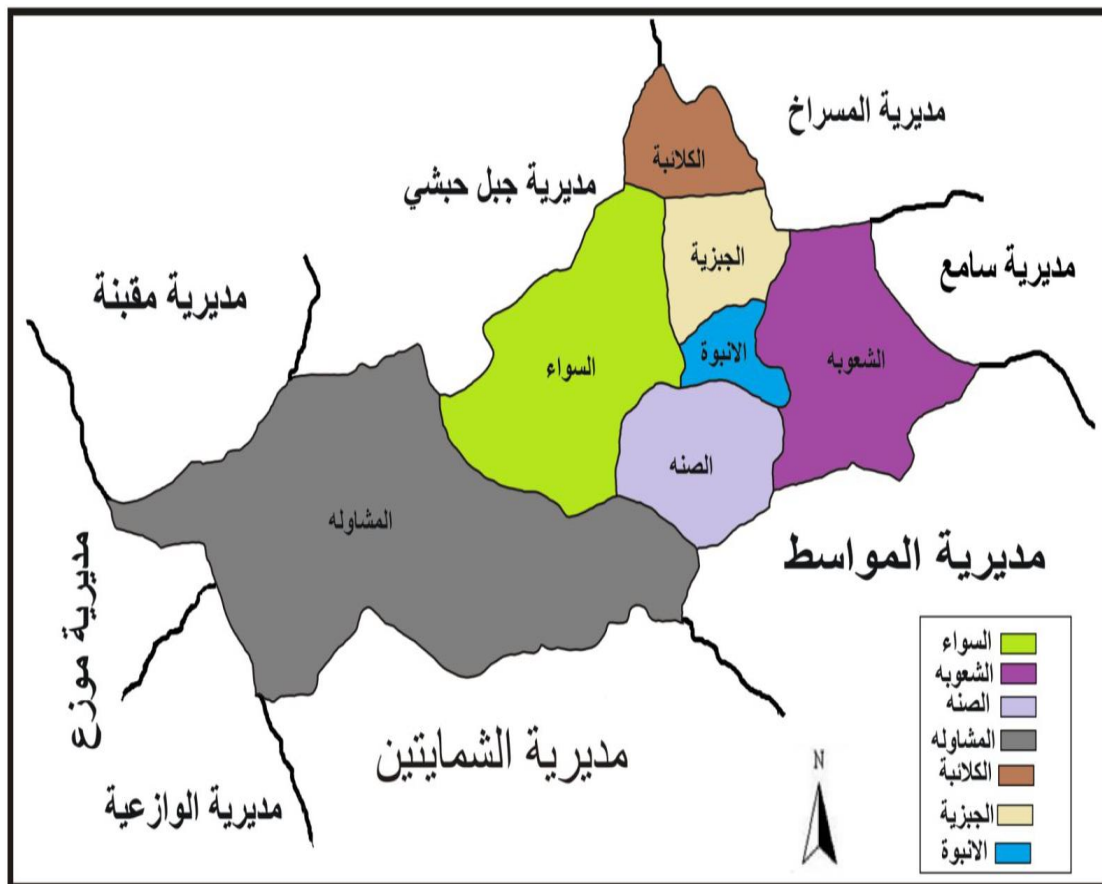 مديرية المسراخ
الكلائبة
مديرية جبل حبشي
الجبزية
مديرية سامع
مديرية مقبنة
الانبوة
الشعوبه
السواء
الصنه
المشاوله
مديرية المواسط
مديرية موزع
مديرية الشمايتين
مديرية الوازعية
N
السواء
الشعوبه
الصنه
المشاوله
الكلائبة
الجبزية
الانبوة